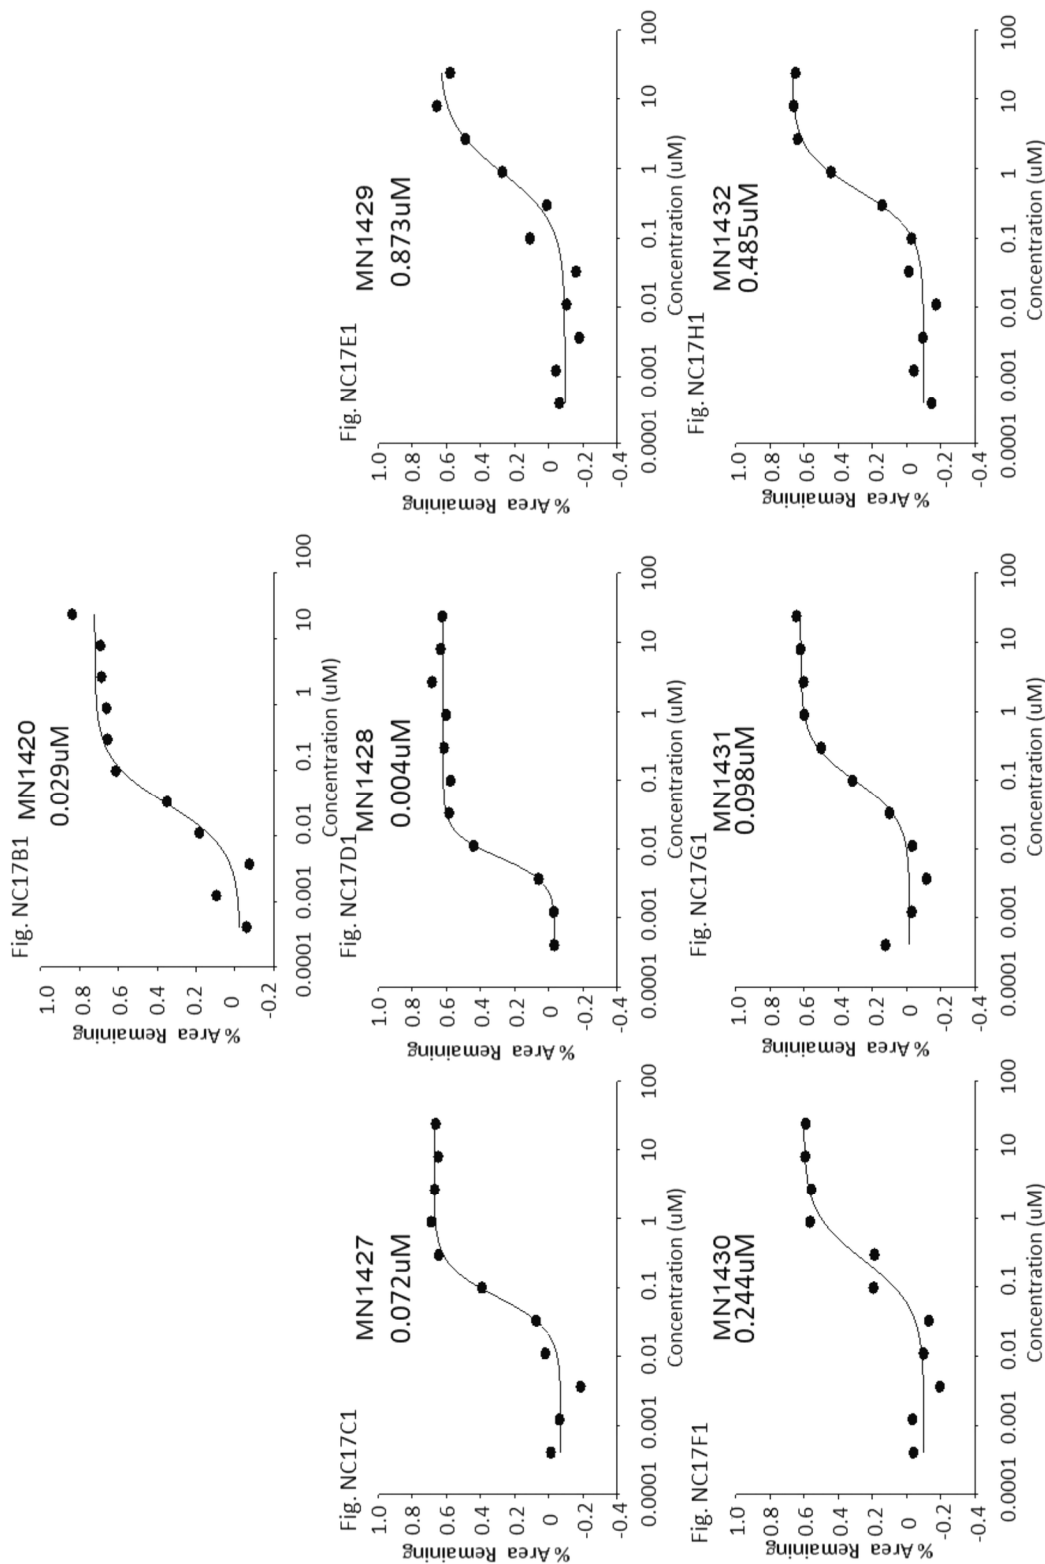 Fig. NC17B1
MN1420
0.029uM
% Area Remaining
1.0
0.8
0.6
0.4
0.2
0
-0.2
0.0001 0.001 0.01 0.1 1 10 100
Concentration (uM)
Fig. NC17C1
MN1427
0.072uM
% Area Remaining
1.0
0.8
0.6
0.4
0.2
0
-0.2
-0.4
0.0001 0.001 0.01 0.1 1 10 100
Concentration (uM)
Fig. NC17D1
MN1428
0.004uM
% Area Remaining
1.0
0.8
0.6
0.4
0.2
0
-0.2
-0.4
0.0001 0.001 0.01 0.1 1 10 100
Concentration (uM)
Fig. NC17E1
MN1429
0.873uM
% Area Remaining
1.0
0.8
0.6
0.4
0.2
0
-0.2
-0.4
0.0001 0.001 0.01 0.1 1 10 100
Concentration (uM)
Fig. NC17F1
MN1430
0.244uM
% Area Remaining
1.0
0.8
0.6
0.4
0.2
0
-0.2
-0.4
0.0001 0.001 0.01 0.1 1 10 100
Concentration (uM)
Fig. NC17G1
MN1431
0.098uM
% Area Remaining
1.0
0.8
0.6
0.4
0.2
0
-0.2
-0.4
0.0001 0.001 0.01 0.1 1 10 100
Concentration (uM)
Fig. NC17H1
MN1432
0.485uM
% Area Remaining
1.0
0.8
0.6
0.4
0.2
0
-0.2
-0.4
0.0001 0.001 0.01 0.1 1 10 100
Concentration (uM)